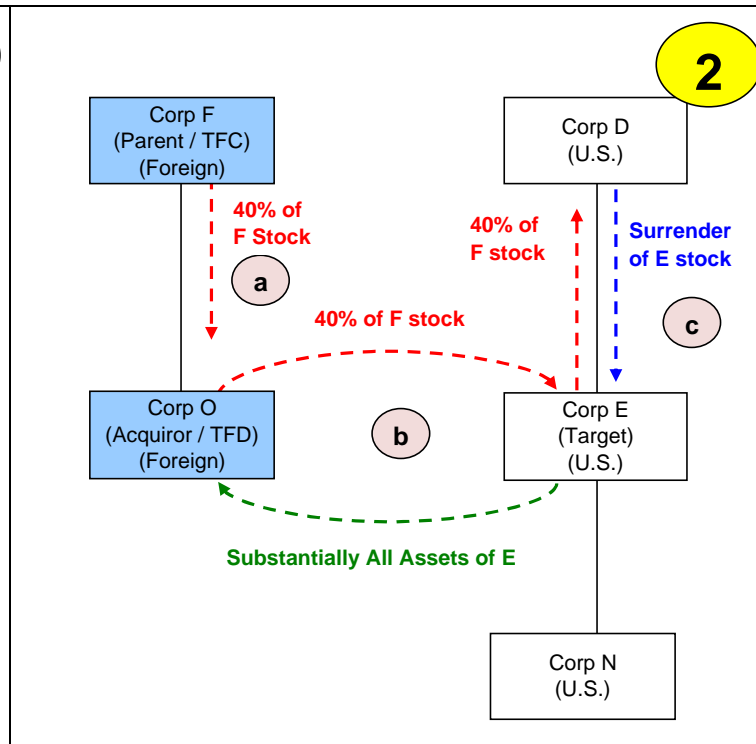 2
Corp F
(Parent / TFC)
(Foreign)
Corp D
(U.S.)
40% of
F Stock
a
40% of
F stock
Surrender
of E stock
c
40% of F stock
Corp O
(Acquiror / TFD)
(Foreign)
b
Corp E
(Target)
(U.S.)
Substantially All Assets of E
Corp N
(U.S.)